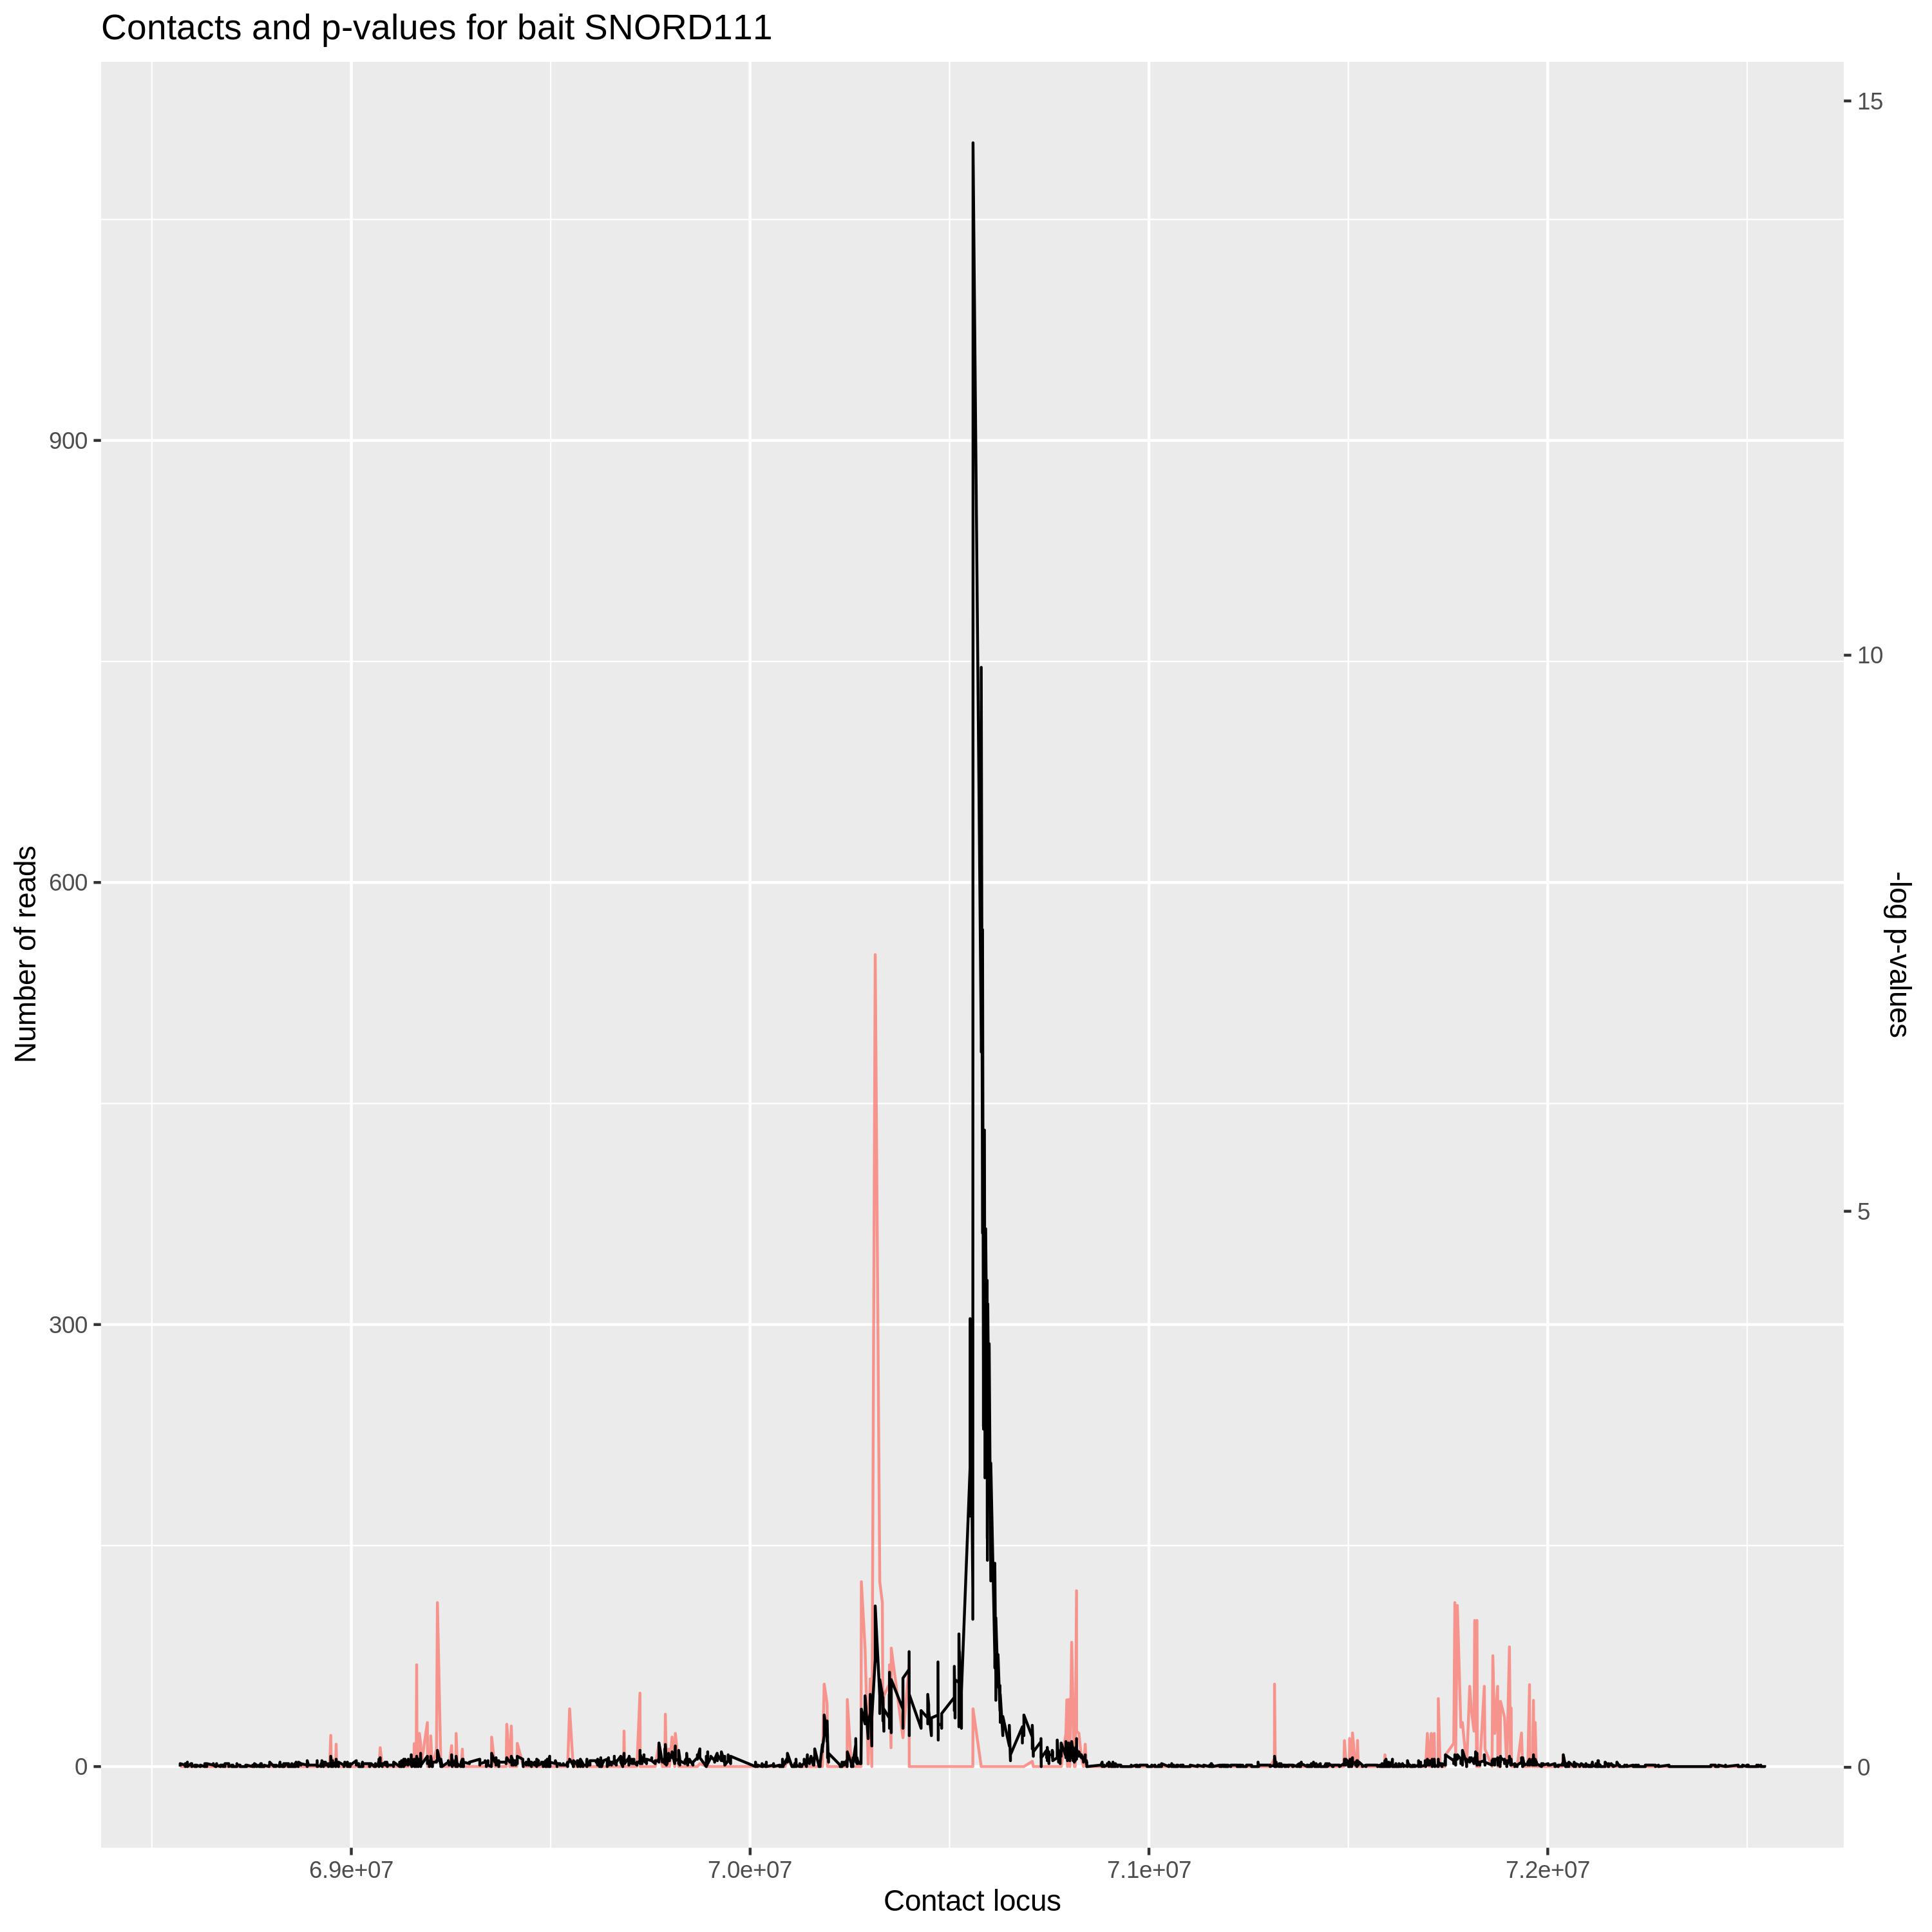 Contacts and p-values for bait SNORD111
15
900
10
600
Number of reads
-log p-values
5
300
0
0
6.9e+07
7.0e+07
7.1e+07
7.2e+07
Contact locus